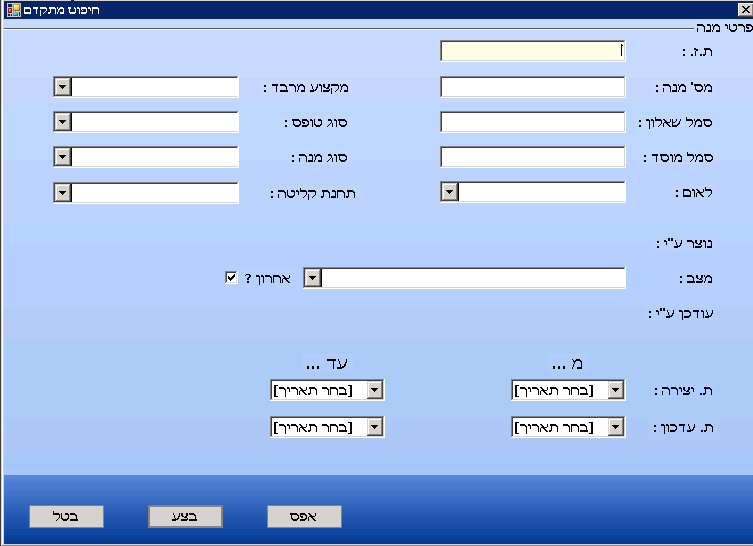 חיפוש מתקדם
פרטי מנה
ת.ז. :
מס' מנה :
מקצוע מרבד :
סמל שאלון :
סוג טופס :
סמל מוסד :
סוג מנה :
לאום :
תחנת קליטה :
נוצר ע"י :
מצב :
אחרון ?
עודכן ע"י :
מ ...
עד ...
ת. יצירה :
[בחר תאריך]
[בחר תאריך]
ת. עדכון :
[בחר תאריך]
[בחר תאריך]
אפס
בצע
בטל